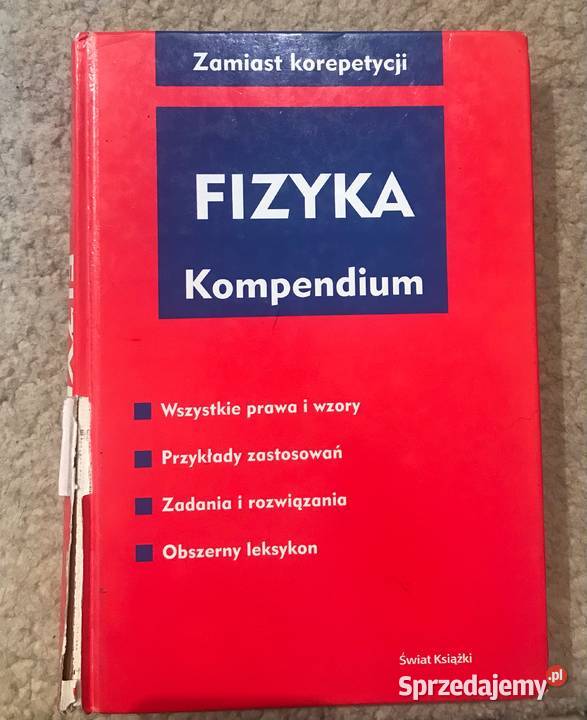 Zamiast korepetycji
FIZYKA
Kompendium
Wszystkie prawa i wzory
Przykłady zastosowań
Zadania i rozwiązania
Obszerny leksykon
Świat Książki
Sprzedajemy.pl